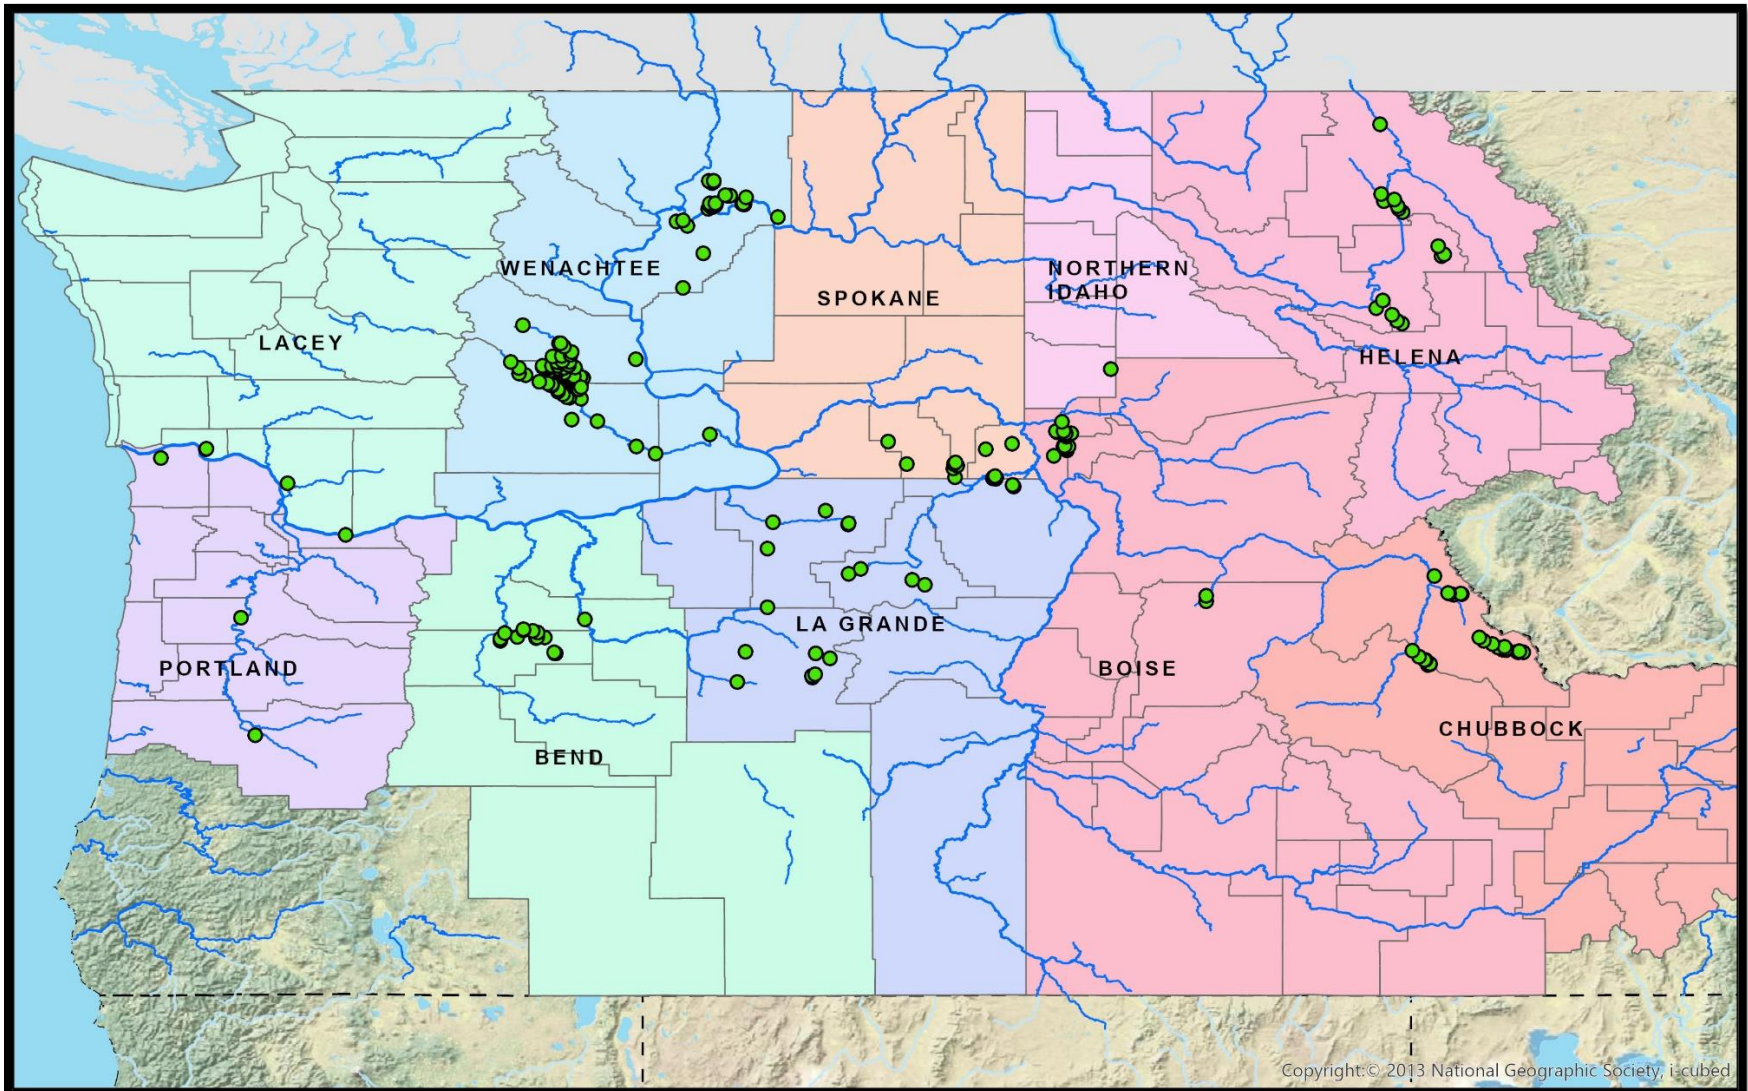 WENACHTEE
NORTHERN
IDAHO
SPOKANE
LACEY
HELENA
LA GRANDE
PORTLAND
BOISE
CHUBBOCK
BEND
Copyright:© 2013 National Geographic Society, i-cubed